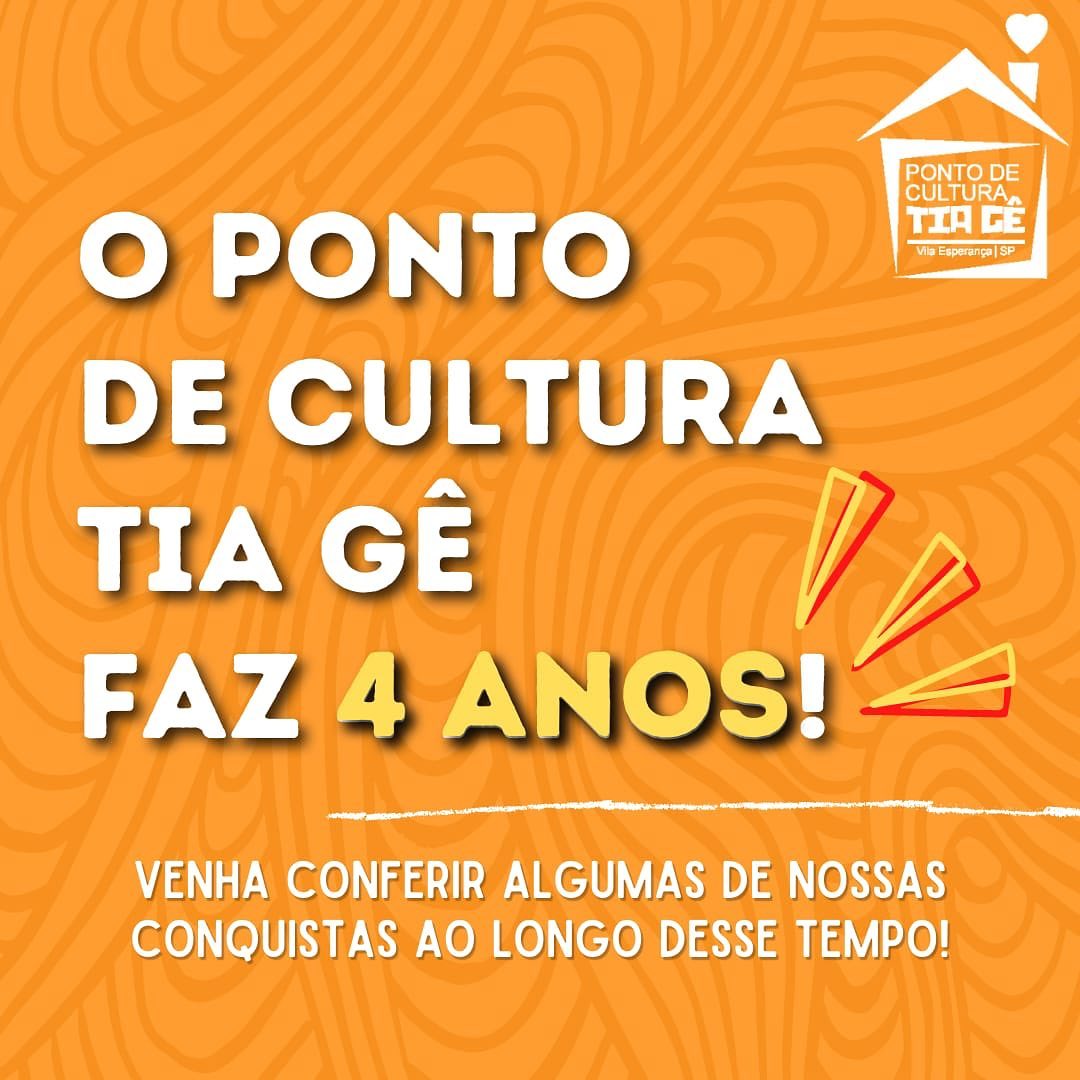 PONTO DE
CULTURA
TIA GÊ
Vila Esperança | SP
O PONTO
DE CULTURA
TIA GÊ
FAZ 4 ANOS!
VENHA CONFERIR ALGUMAS DE NOSSAS
CONQUISTAS AO LONGO DESSE TEMPO!